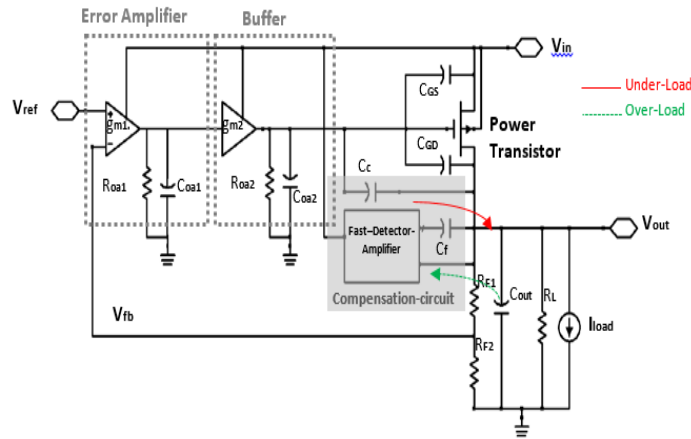 Error Amplifier
Buffer
Vin
Under-Load
Over-Load
Vref
gm1
gm2
CGS
CGD
Power
Transistor
Roa1
Coa1
Roa2
Coa2
Cc
Fast-Detector-
Amplifier
Cf
Vout
Compensation-circuit
RF1
Cout
RL
Iload
Vfb
RF2